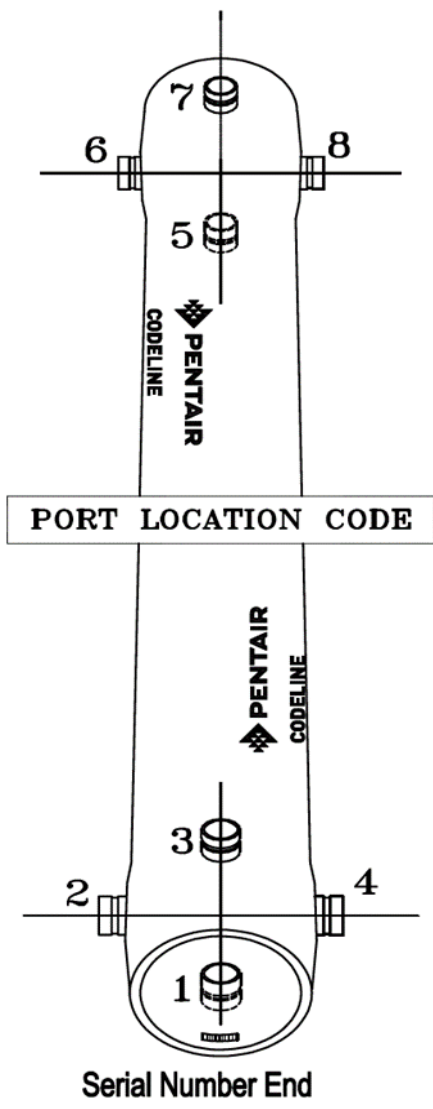 7
6
8
5
CODELINE
PENTAIR
PORT LOCATION CODE
PENTAIR
CODELINE
3
2
4
1
Serial Number End